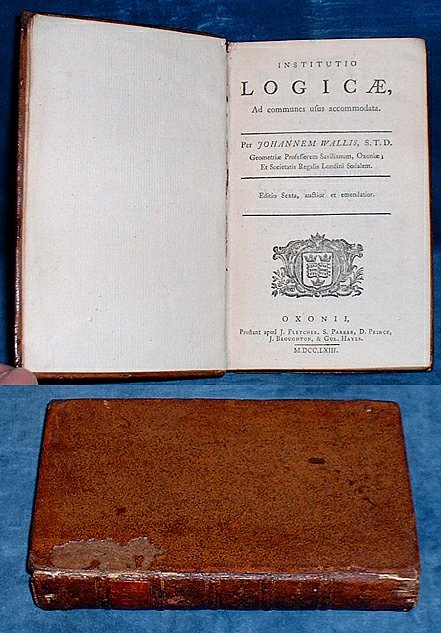 INSTITUTIO
LOGICÆ,
Ad communes uſus accommodata.
Per JOHANNEM WALLIS, S.T.D.
Geometriæ Profeſſorem Savilianum, Oxoniæ;
Et Societatis Regalis Londini Sodalem.
Editio Sexta, auctior et emendatior.
OXONII,
Proſtant apud J. FLETCHER, S. PARKER, D. PRINCE,
J. BROUGHTON, & GUL. HAYES.
M.DCC.LXIII.